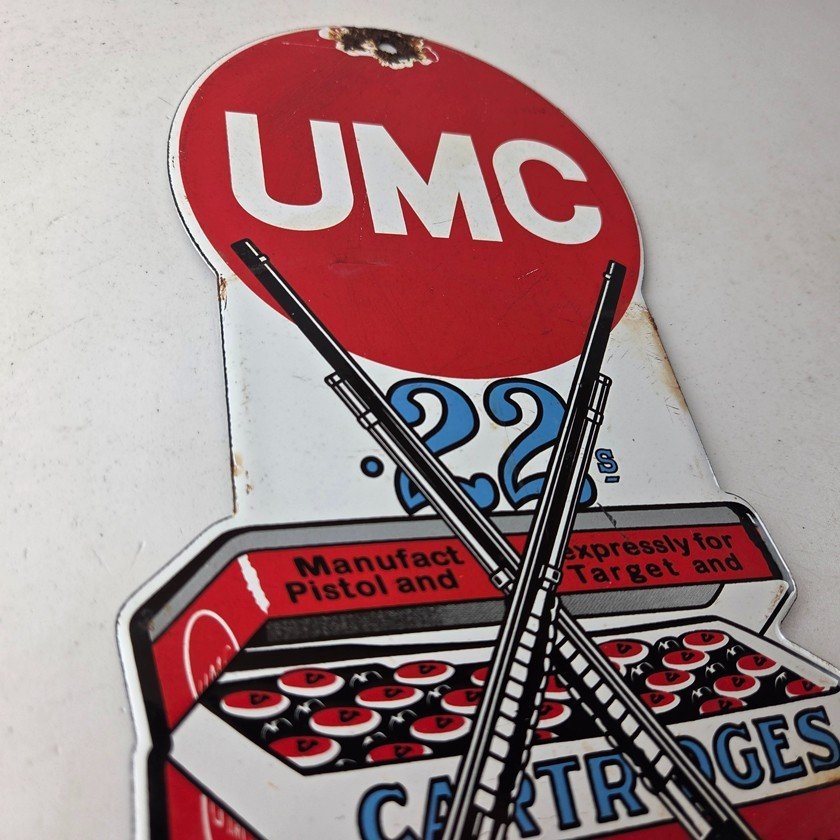 UMC
.22s
Manufact expressly for
Pistol and Target and
CARTRIDGES